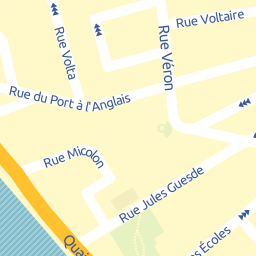 Rue Voltaire
Rue Volta
Rue Véron
Rue du Port à l'Anglais
Rue Micolon
Rue Jules Guesde
Quai
Écoles